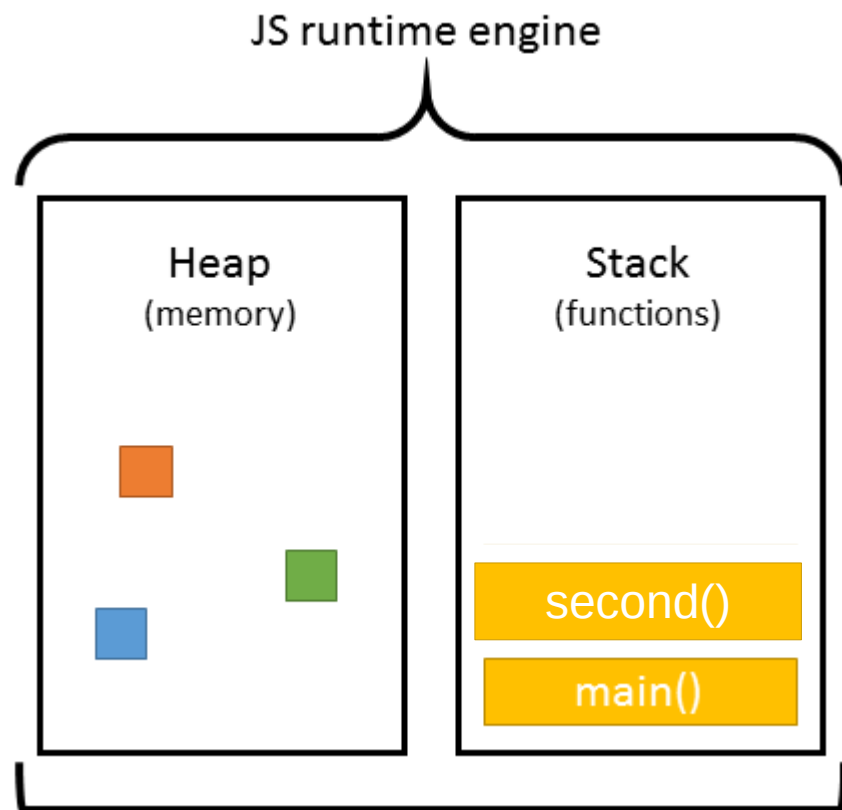 JS runtime engine
Heap
(memory)
Stack
(functions)
second()
main()